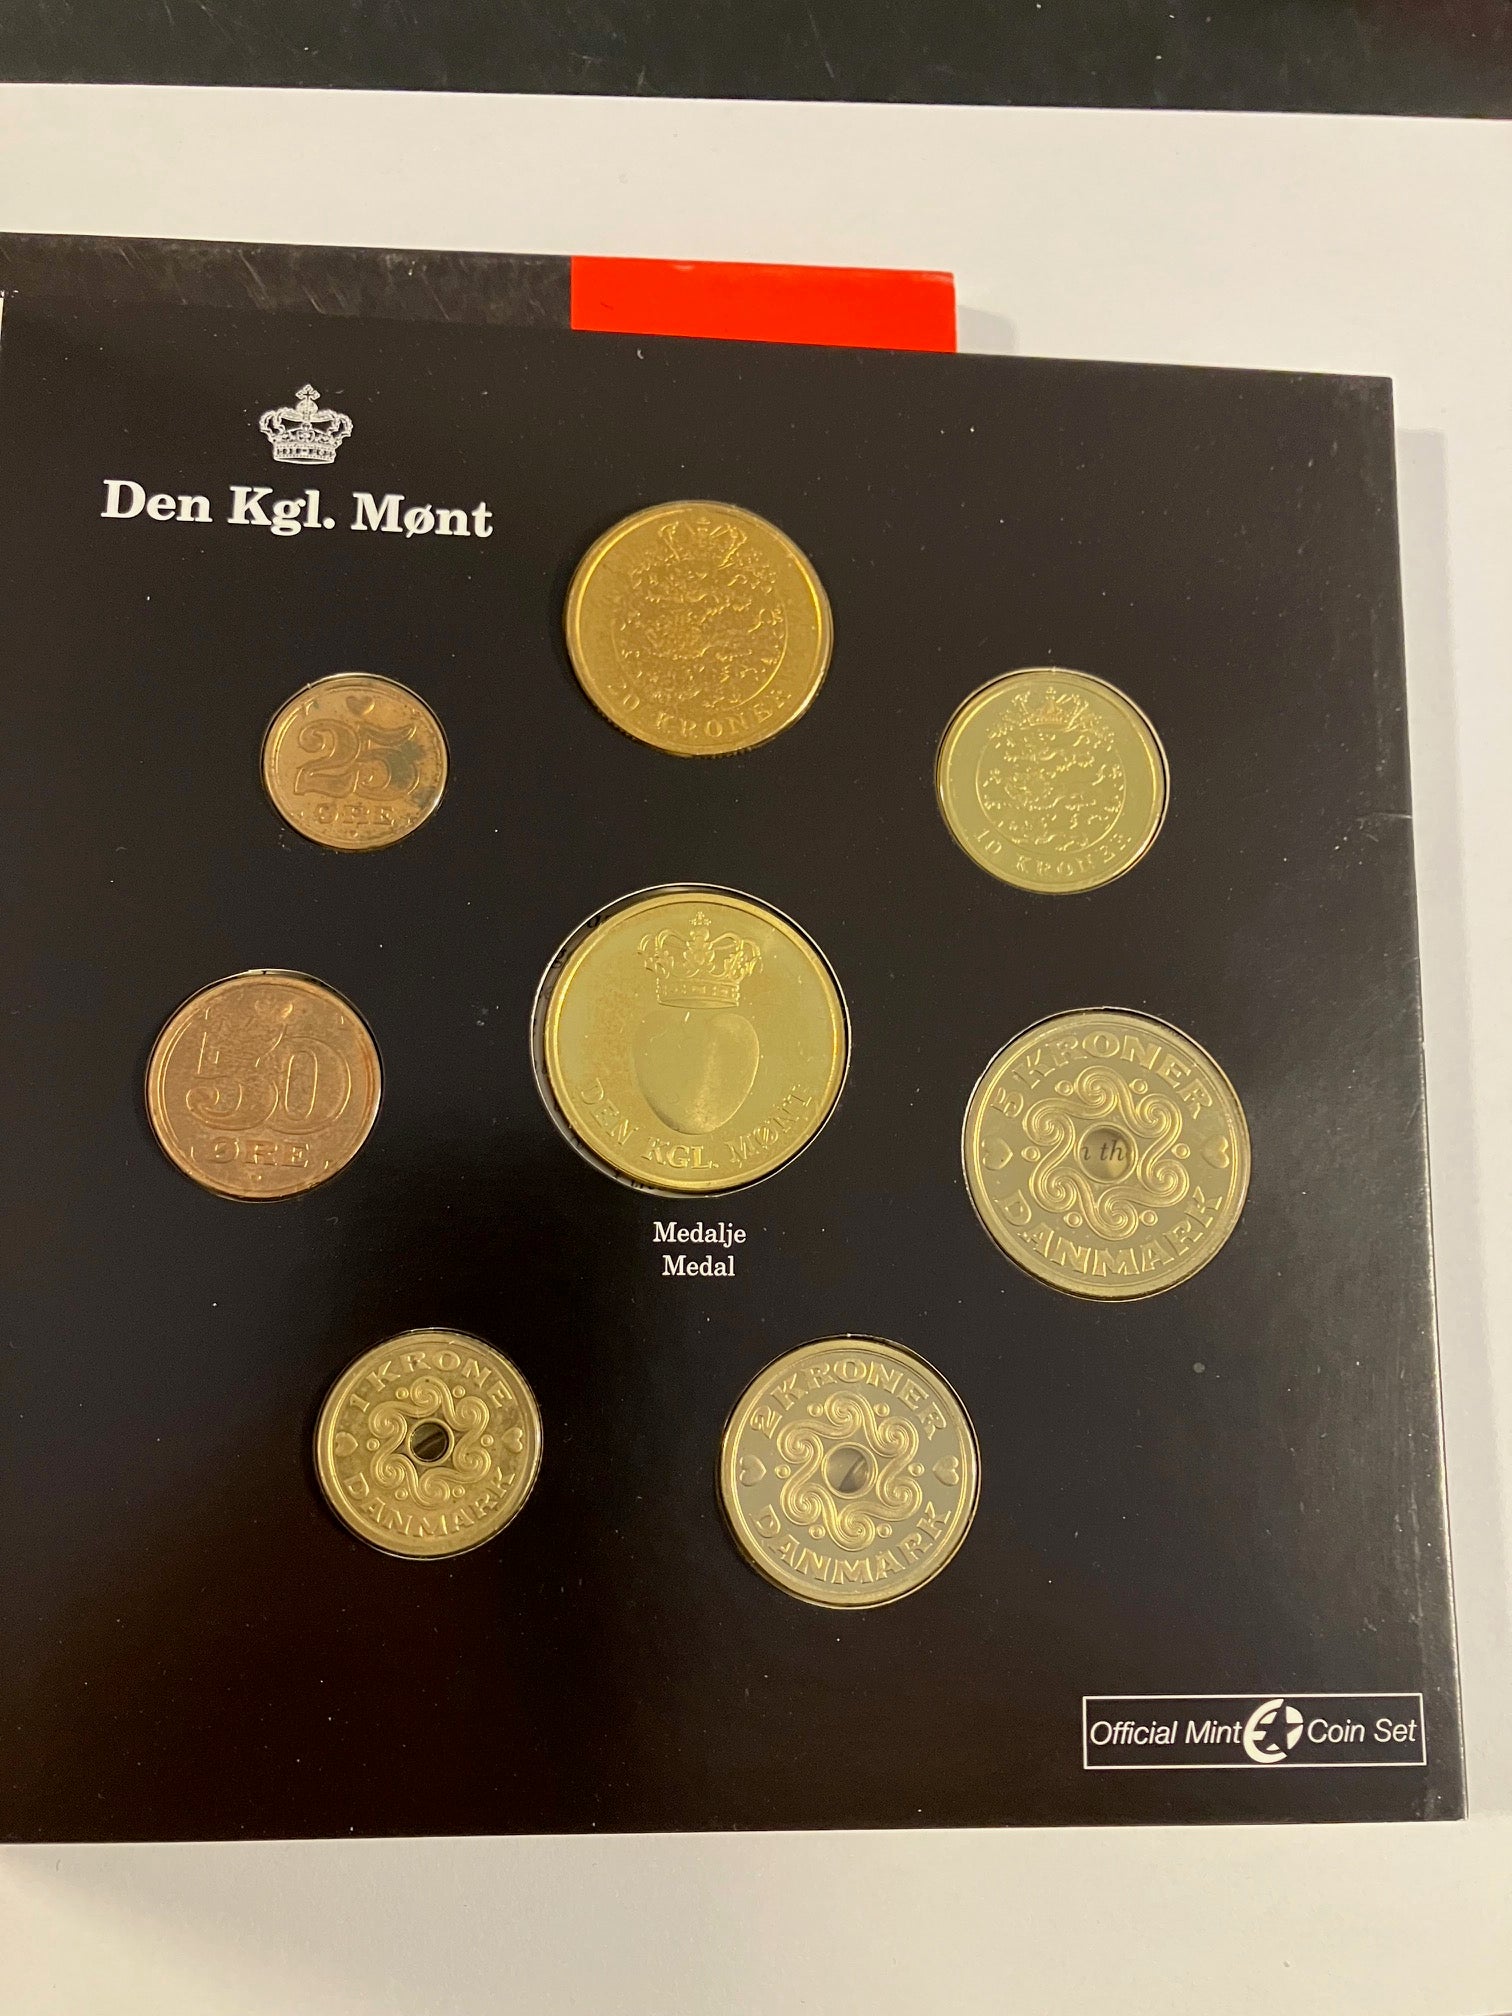 Den Kgl. Mønt
20 KRONER
25
ØRE
10 KRONER
DEN KGL. MØNT
50
ØRE
5 KRONER
DANMARK
Medalje
Medal
1 KRONE
DANMARK
2 KRONER
DANMARK
Official Mint Coin Set